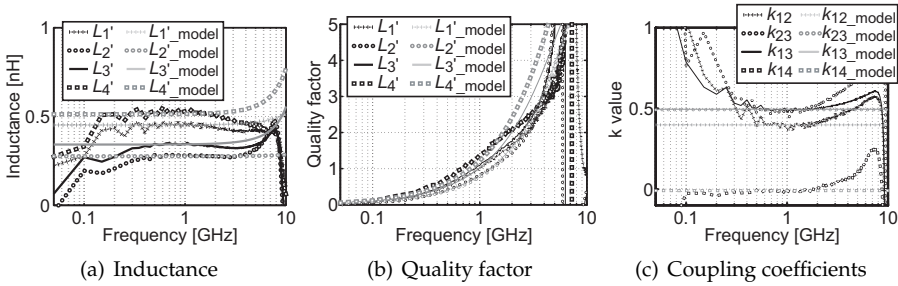 Inductance [nH]
1
0.5
0
0.1
1
10
Frequency [GHz]
L1'
L2'
L3'
L4'
L1'_model
L2'_model
L3'_model
L4'_model
(a) Inductance
Quality factor
5
4
3
2
1
0
0.1
1
10
Frequency [GHz]
L1'
L2'
L3'
L4'
L1'_model
L2'_model
L3'_model
L4'_model
(b) Quality factor
k value
1
0.5
0
0.1
1
10
Frequency [GHz]
k12
k23
k13
k14
k12_model
k23_model
k13_model
k14_model
(c) Coupling coefficients